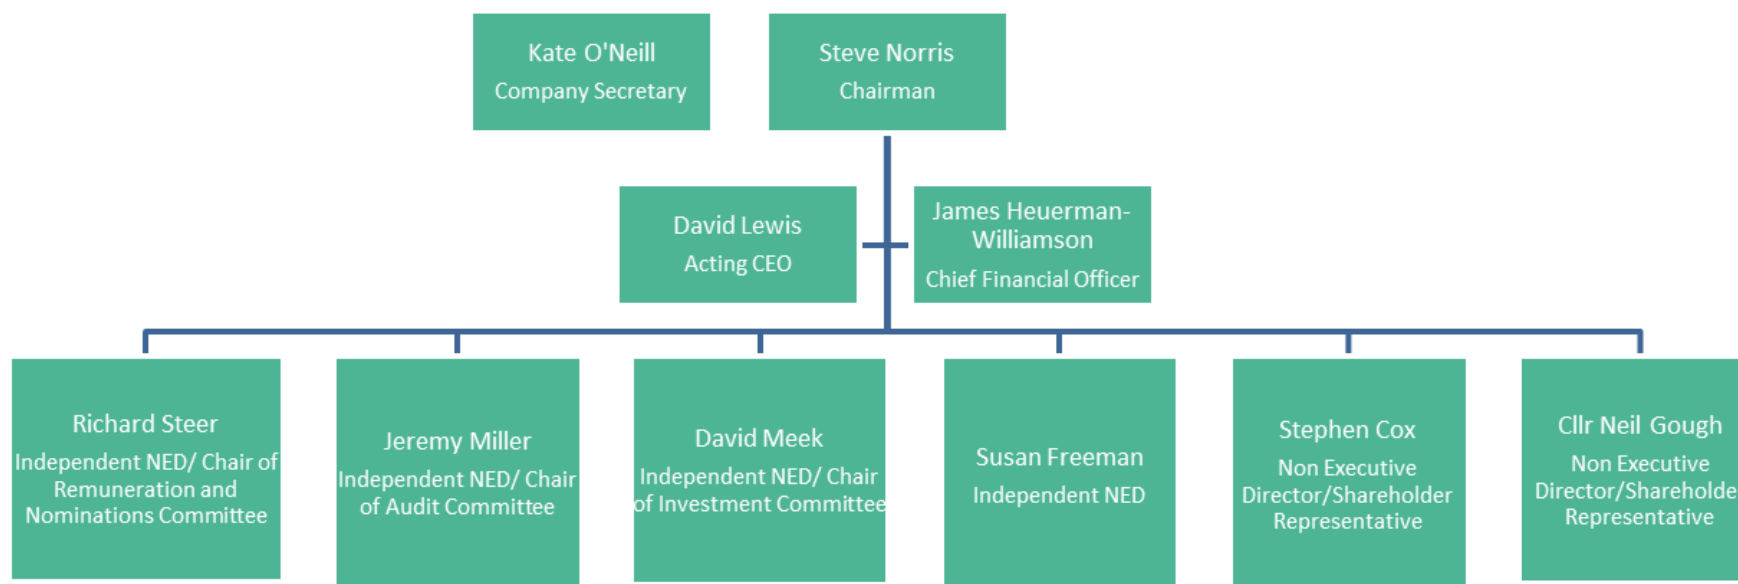 Kate O'Neill
Company Secretary
Steve Norris
Chairman
David Lewis
Acting CEO
James Heuerman-
Williamson
Chief Financial Officer
Richard Steer
Independent NED/ Chair of
Remuneration and
Nominations Committee
Jeremy Miller
Independent NED/ Chair
of Audit Committee
David Meek
Independent NED/ Chair
of Investment Committee
Susan Freeman
Independent NED
Stephen Cox
Non Executive
Director/Shareholder
Representative
Cllr Neil Gough
Non Executive
Director/Shareholde
Representative